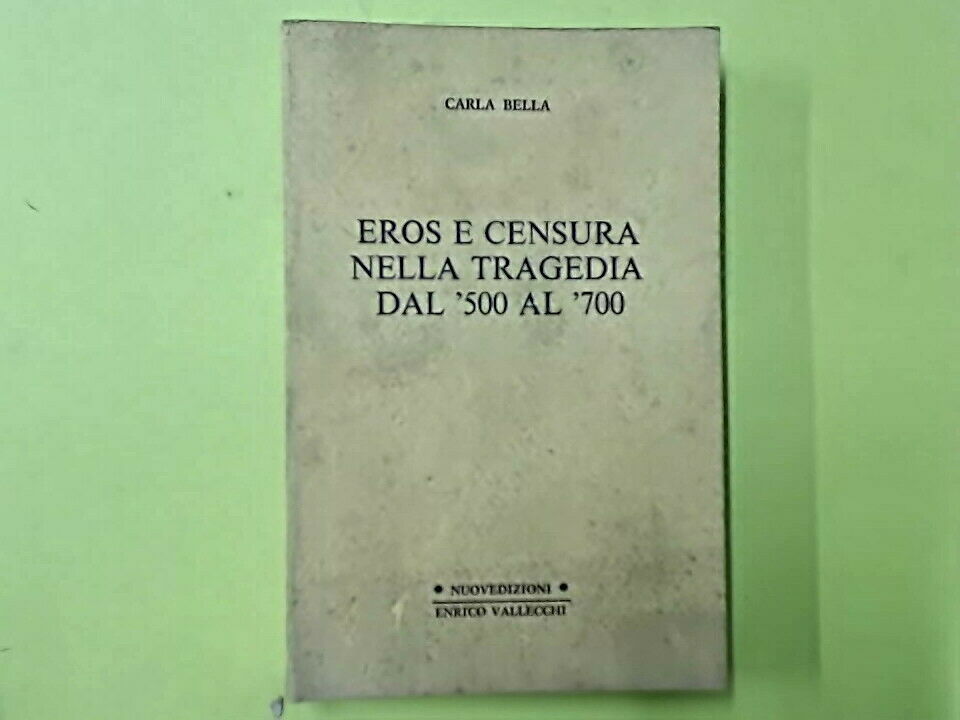 CARLA BELLA
EROS E CENSURA
NELLA TRAGEDIA
DAL '500 AL '700
• NUOVEDIZIONI •
ENRICO VALLECCHI